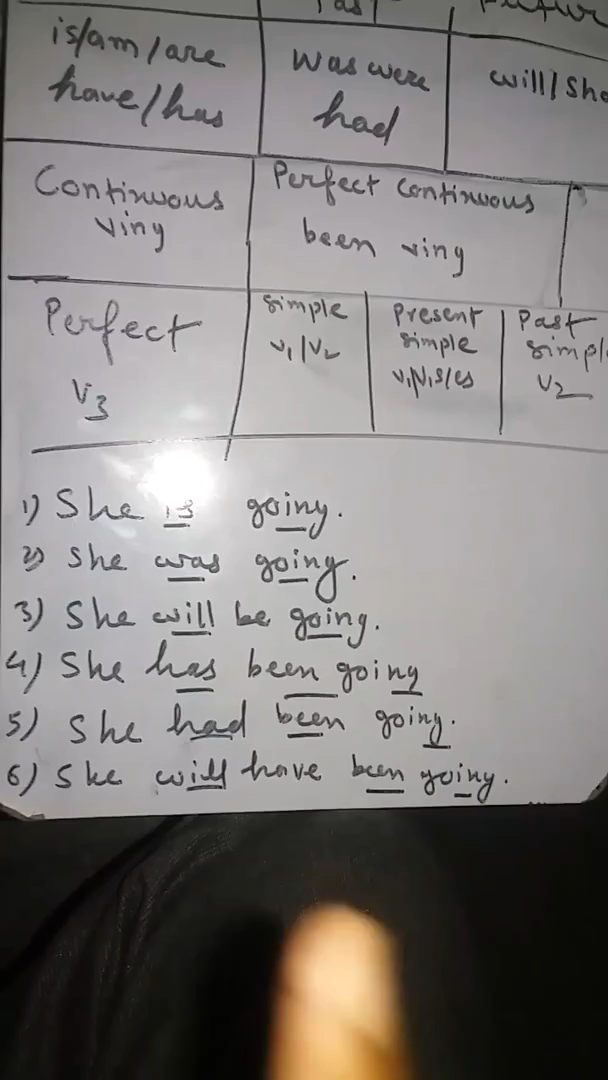 is/am/are
have/has
was were
had
will/sho
Continuous
ving
Perfect continuous
been ving
Perfect
V3
simple
v1/v2
Present
simple
v1/v1s/es
Past
simpl
V2
1) She is going.
2) She was going.
3) She will be going.
4) She has been going
5) She had been going.
6) She will have been going.